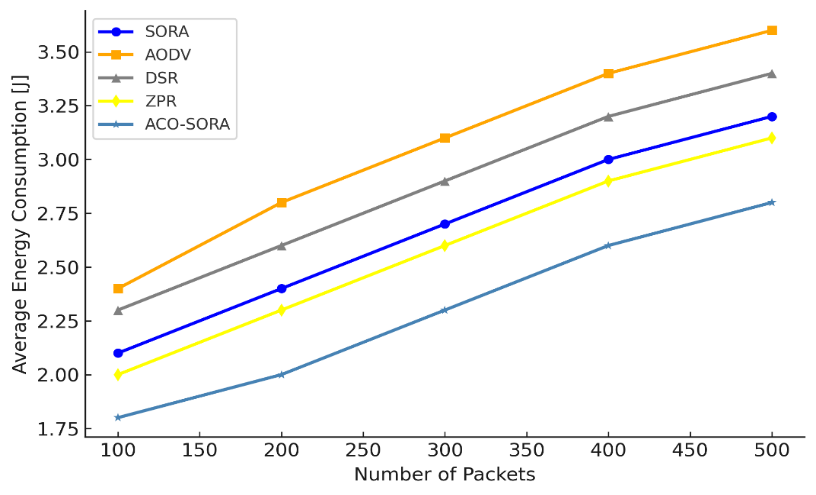 SORA
AODV
DSR
ZPR
ACO-SORA
Average Energy Consumption [J]
3.50
3.25
3.00
2.75
2.50
2.25
2.00
1.75
100 150 200 250 300 350 400 450 500
Number of Packets